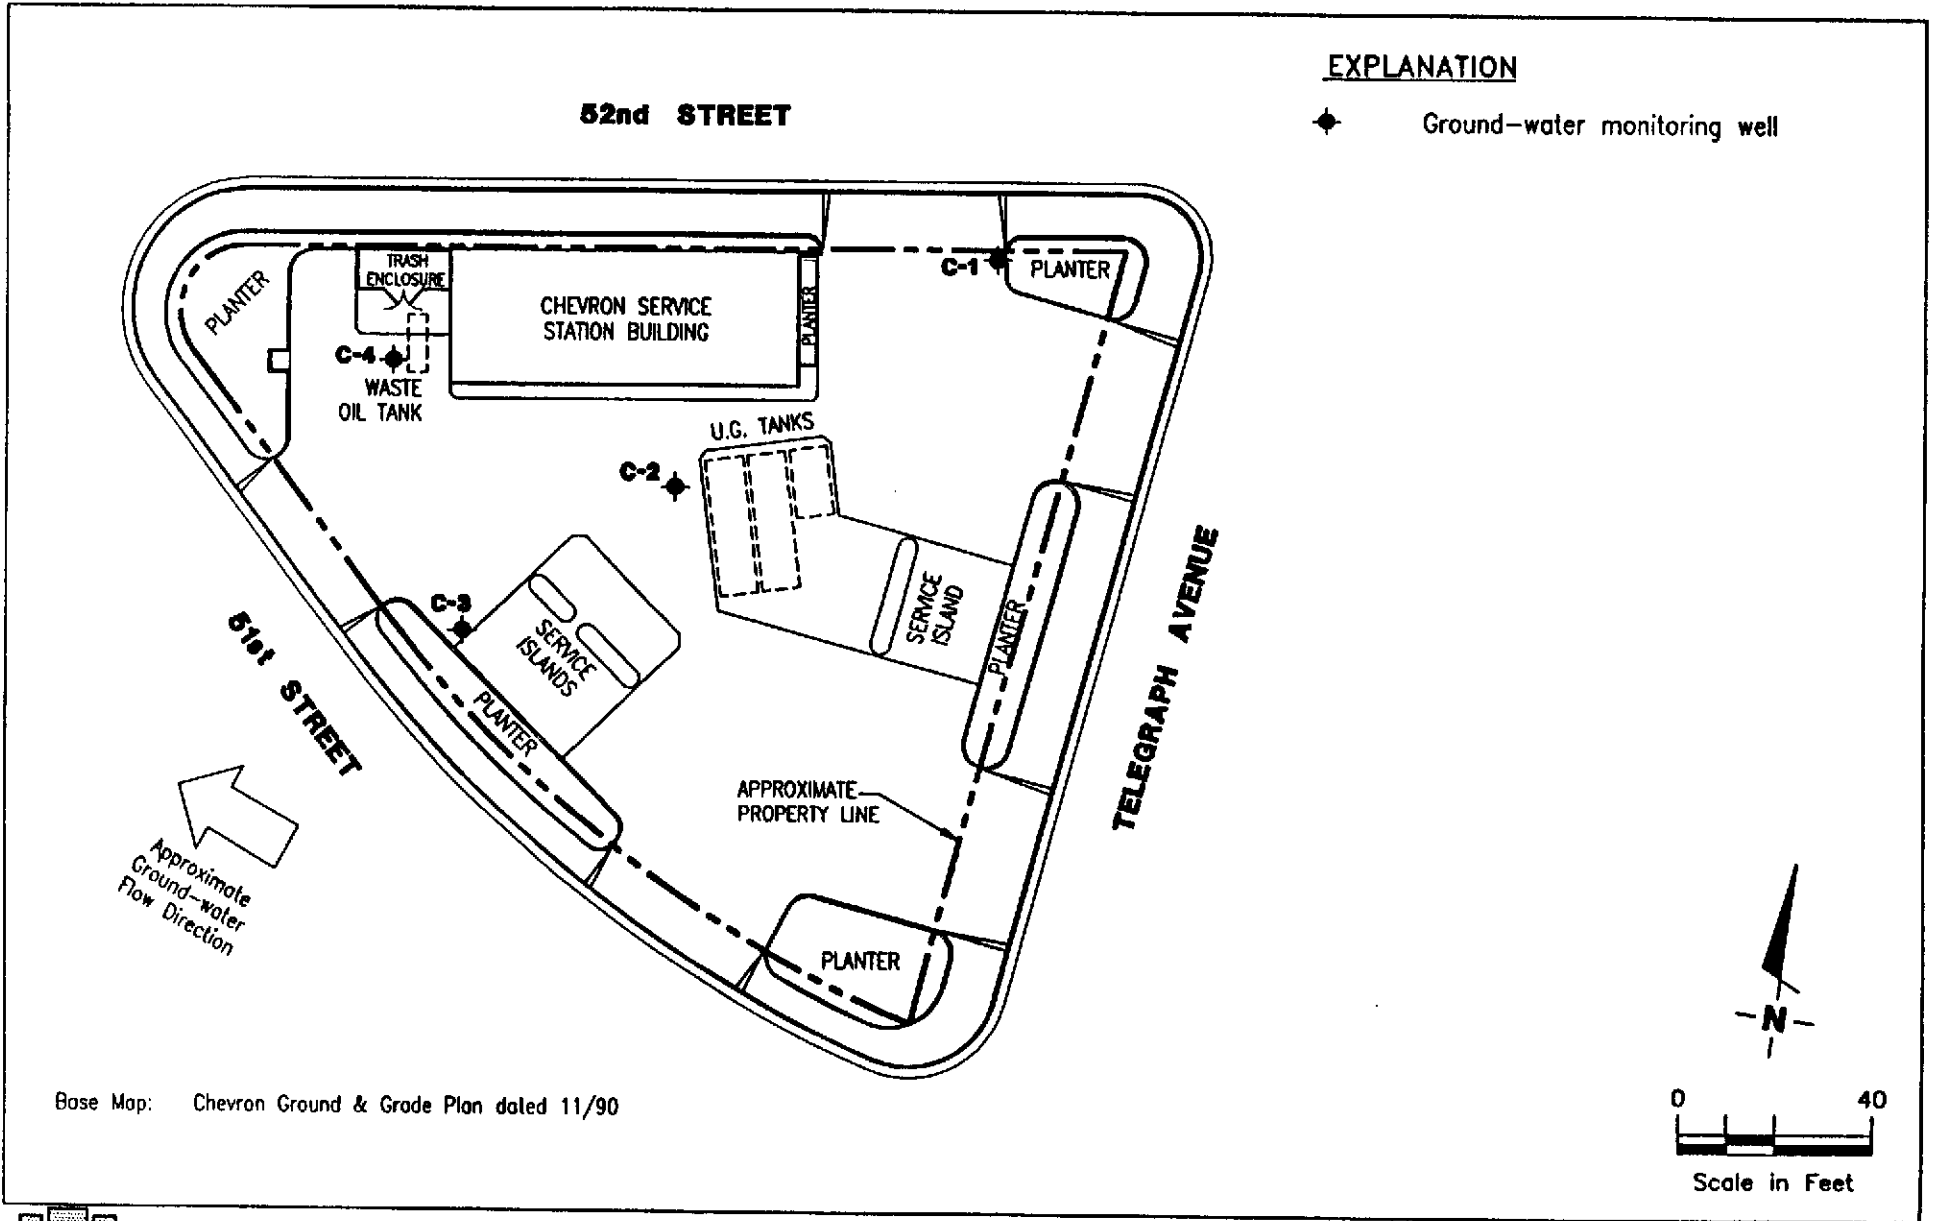 EXPLANATION
Ground-water monitoring well
52nd STREET
TRASH
ENCLOSURE
PLANTER
CHEVRON SERVICE
STATION BUILDING
PLANTER
C-1
PLANTER
C-4
WASTE
OIL TANK
U.G. TANKS
C-2
C-3
SERVICE
ISLANDS
SERVICE
ISLAND
PLANTER
PLANTER
51st STREET
TELEGRAPH AVENUE
APPROXIMATE
PROPERTY LINE
Approximate
Ground-water
Flow Direction
PLANTER
N
Base Map: Chevron Ground & Grade Plan dated 11/90
0 40
Scale in Feet